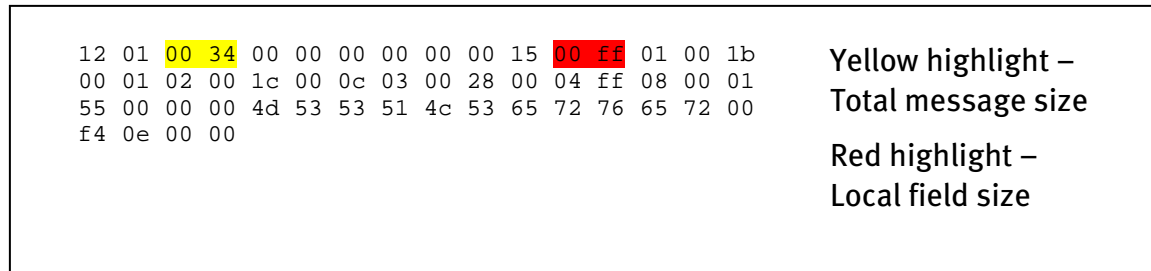 12 01 00 34 00 00 00 00 00 00 15 00 ff 01 00 1b
00 01 02 00 1c 00 0c 03 00 28 00 04 ff 08 00 01
55 00 00 00 4d 53 53 51 4c 53 65 72 76 65 72 00
f4 0e 00 00
Yellow highlight –
Total message size
Red highlight –
Local field size